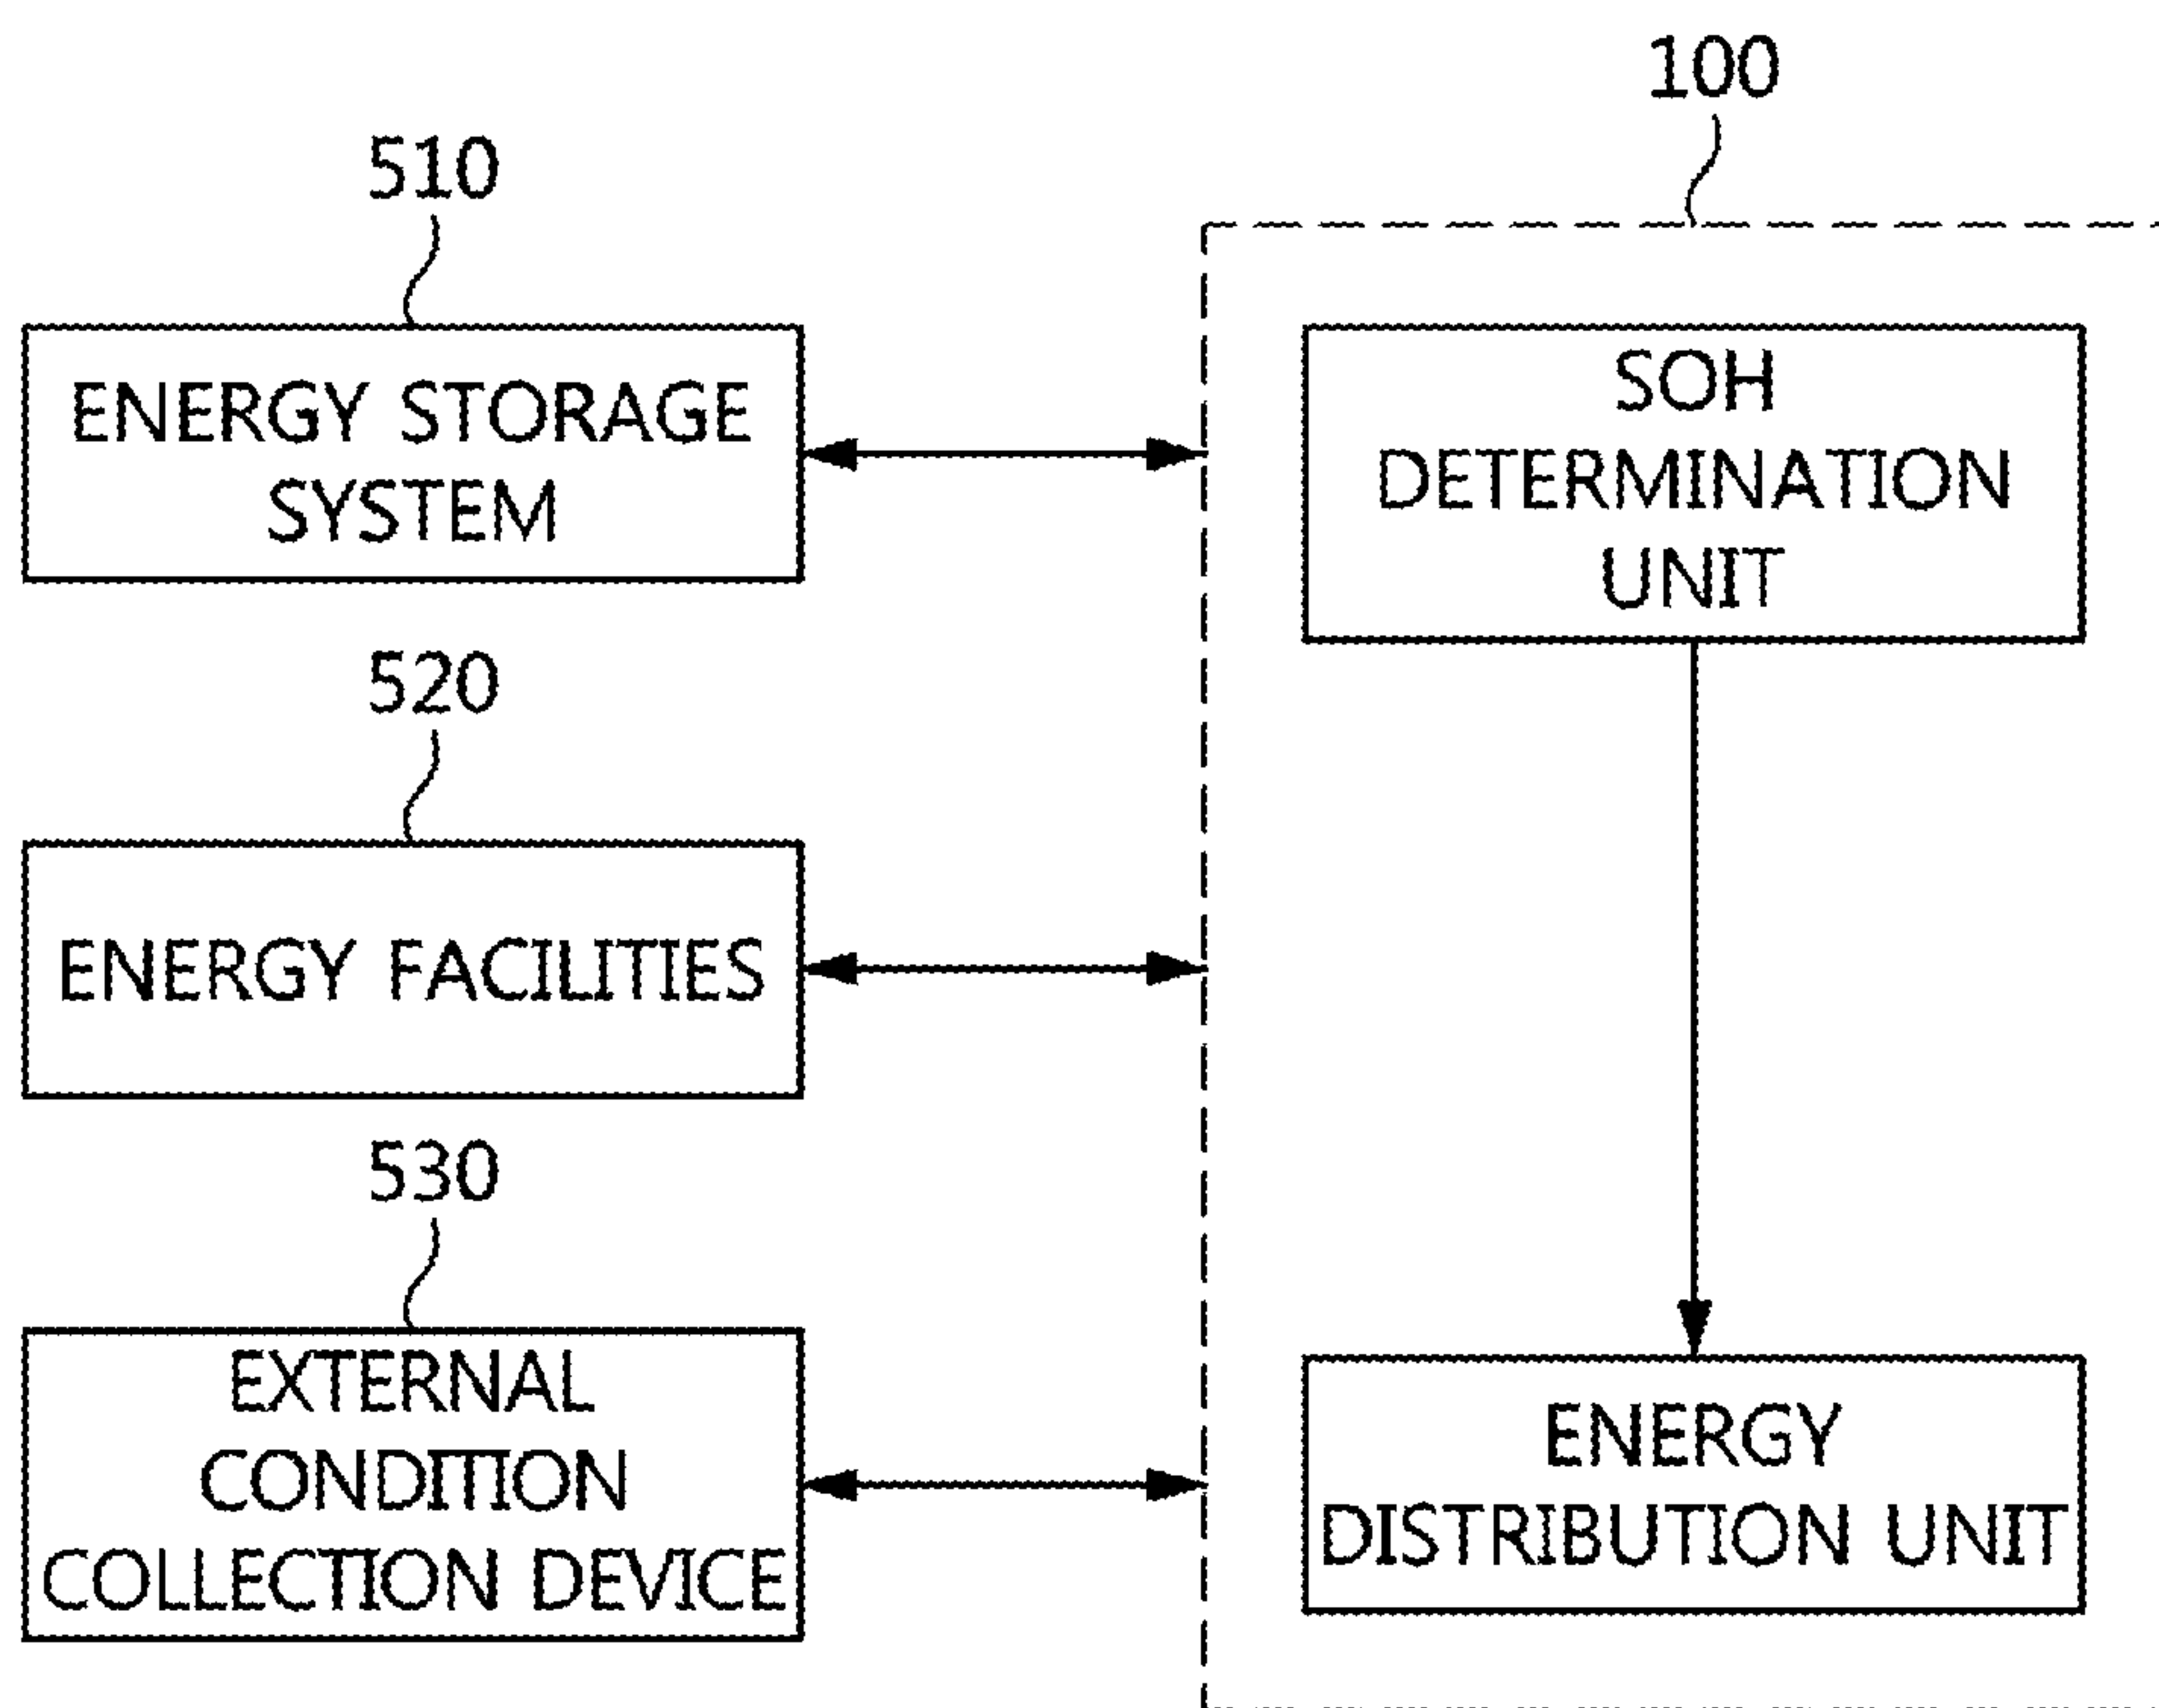 100
510
ENERGY STORAGE
SYSTEM
SOH
DETERMINATION
UNIT
520
ENERGY FACILITIES
530
EXTERNAL
CONDITION
COLLECTION DEVICE
ENERGY
DISTRIBUTION UNIT